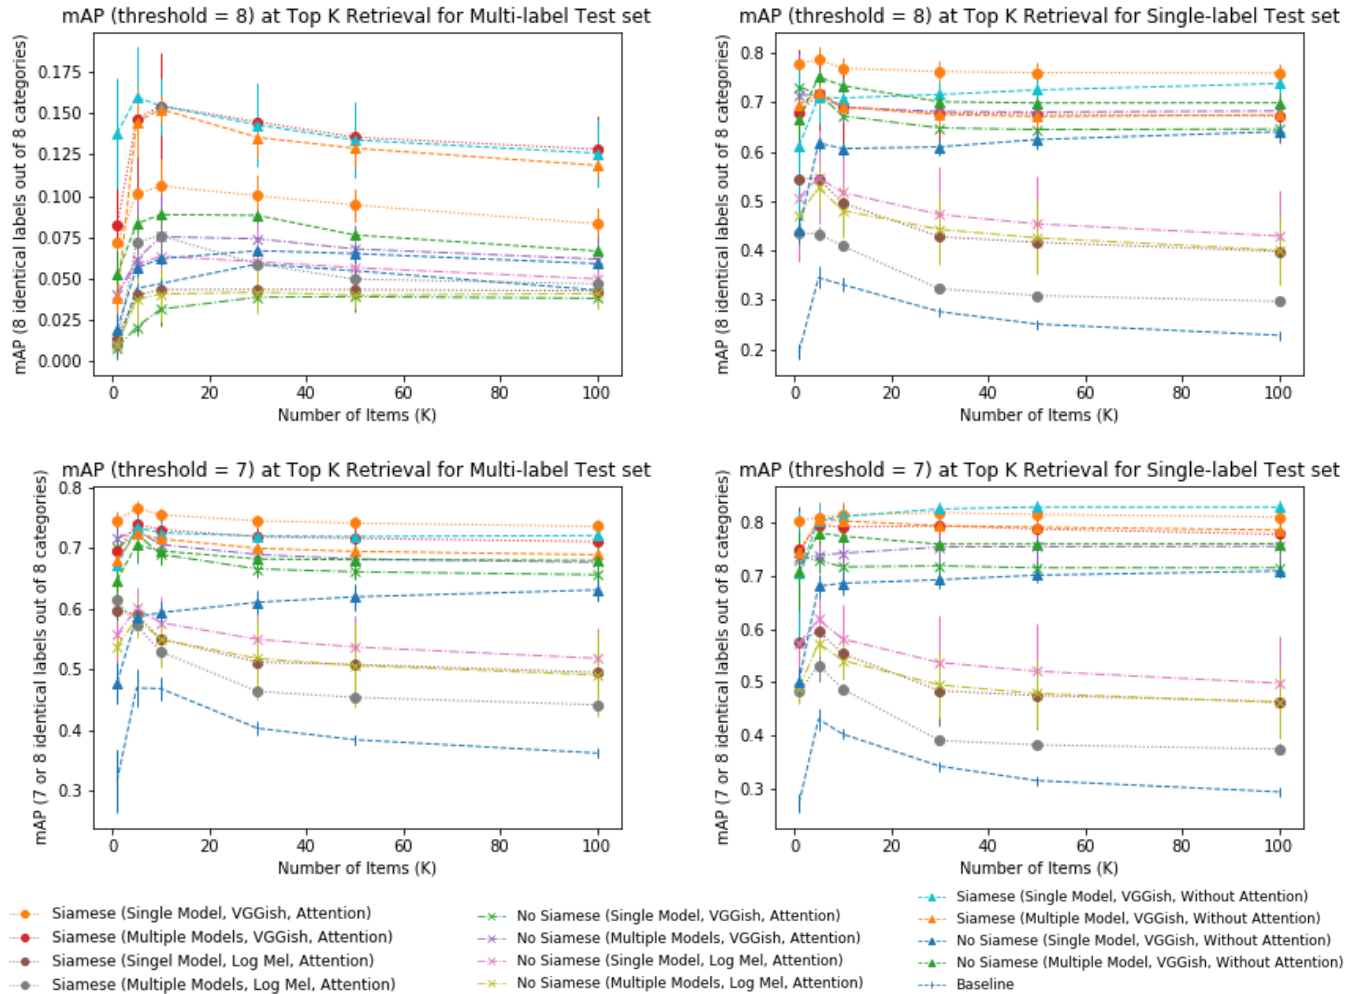 mAP (threshold = 8) at Top K Retrieval for Multi-label Test set
mAP (8 identical labels out of 8 categories)
0.175
0.150
0.125
0.100
0.075
0.050
0.025
0.000
0 20 40 60 80 100
Number of Items (K)
mAP (threshold = 8) at Top K Retrieval for Single-label Test set
mAP (8 identical labels out of 8 categories)
0.8
0.7
0.6
0.5
0.4
0.3
0.2
0 20 40 60 80 100
Number of Items (K)
mAP (threshold = 7) at Top K Retrieval for Multi-label Test set
mAP (7 or 8 identical labels out of 8 categories)
0.8
0.7
0.6
0.5
0.4
0.3
0 20 40 60 80 100
Number of Items (K)
mAP (threshold = 7) at Top K Retrieval for Single-label Test set
mAP (7 or 8 identical labels out of 8 categories)
0.8
0.7
0.6
0.5
0.4
0.3
0 20 40 60 80 100
Number of Items (K)
Siamese (Single Model, VGGish, Attention)
Siamese (Multiple Models, VGGish, Attention)
Siamese (Singel Model, Log Mel, Attention)
Siamese (Multiple Models, Log Mel, Attention)
No Siamese (Single Model, VGGish, Attention)
No Siamese (Multiple Models, VGGish, Attention)
No Siamese (Single Model, Log Mel, Attention)
No Siamese (Multiple Models, Log Mel, Attention)
Siamese (Single Model, VGGish, Without Attention)
Siamese (Multiple Model, VGGish, Without Attention)
No Siamese (Single Model, VGGish, Without Attention)
No Siamese (Multiple Model, VGGish, Without Attention)
Baseline